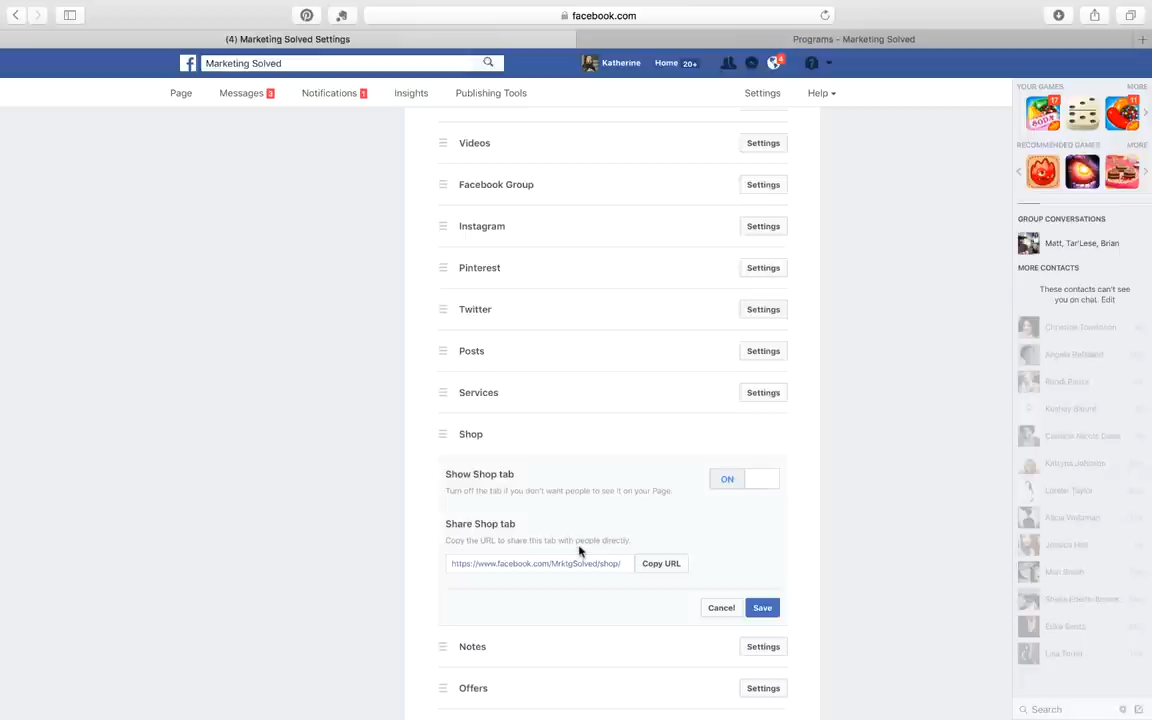 facebook.com
(4) Marketing Solved Settings
Programs – Marketing Solved
Marketing Solved
Katherine
Home 20+
4
Page
Messages 3
Notifications 1
Insights
Publishing Tools
Settings
Help
YOUR GAMES
MORE
17
11
RECOMMENDED GAMES
MORE
GROUP CONVERSATIONS
Matt, Tar'Lese, Brian
MORE CONTACTS
These contacts can't see
you on chat. Edit
Videos
Settings
Facebook Group
Settings
Instagram
Settings
Pinterest
Settings
Twitter
Settings
Posts
Settings
Services
Settings
Shop
Show Shop tab
Turn off the tab if you don't want people to see it on your Page.
ON
Share Shop tab
Copy the URL to share this tab with people directly.
https://www.facebook.com/MrktgSolved/shop/
Copy URL
Cancel
Save
Notes
Settings
Offers
Settings
Search